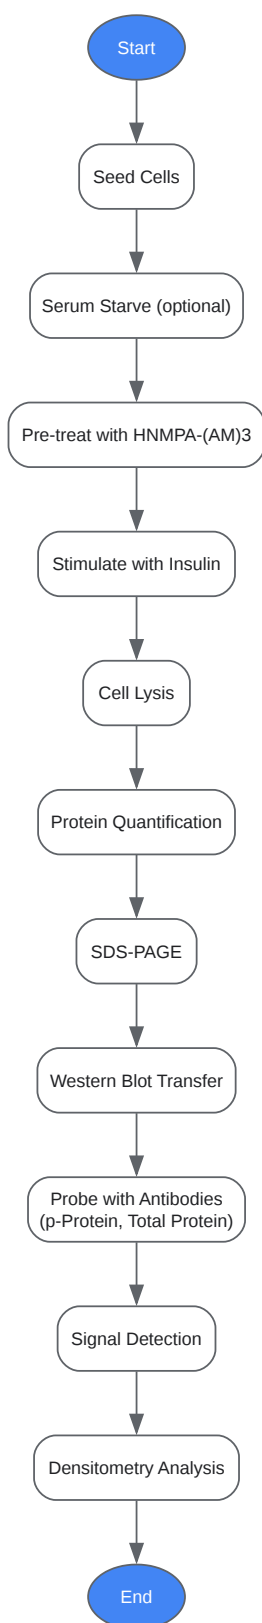 Start
Seed Cells
Serum Starve (optional)
Pre-treat with HNMPA-(AM)3
Stimulate with Insulin
Cell Lysis
Protein Quantification
SDS-PAGE
Western Blot Transfer
Probe with Antibodies
(p-Protein, Total Protein)
Signal Detection
Densitometry Analysis
End